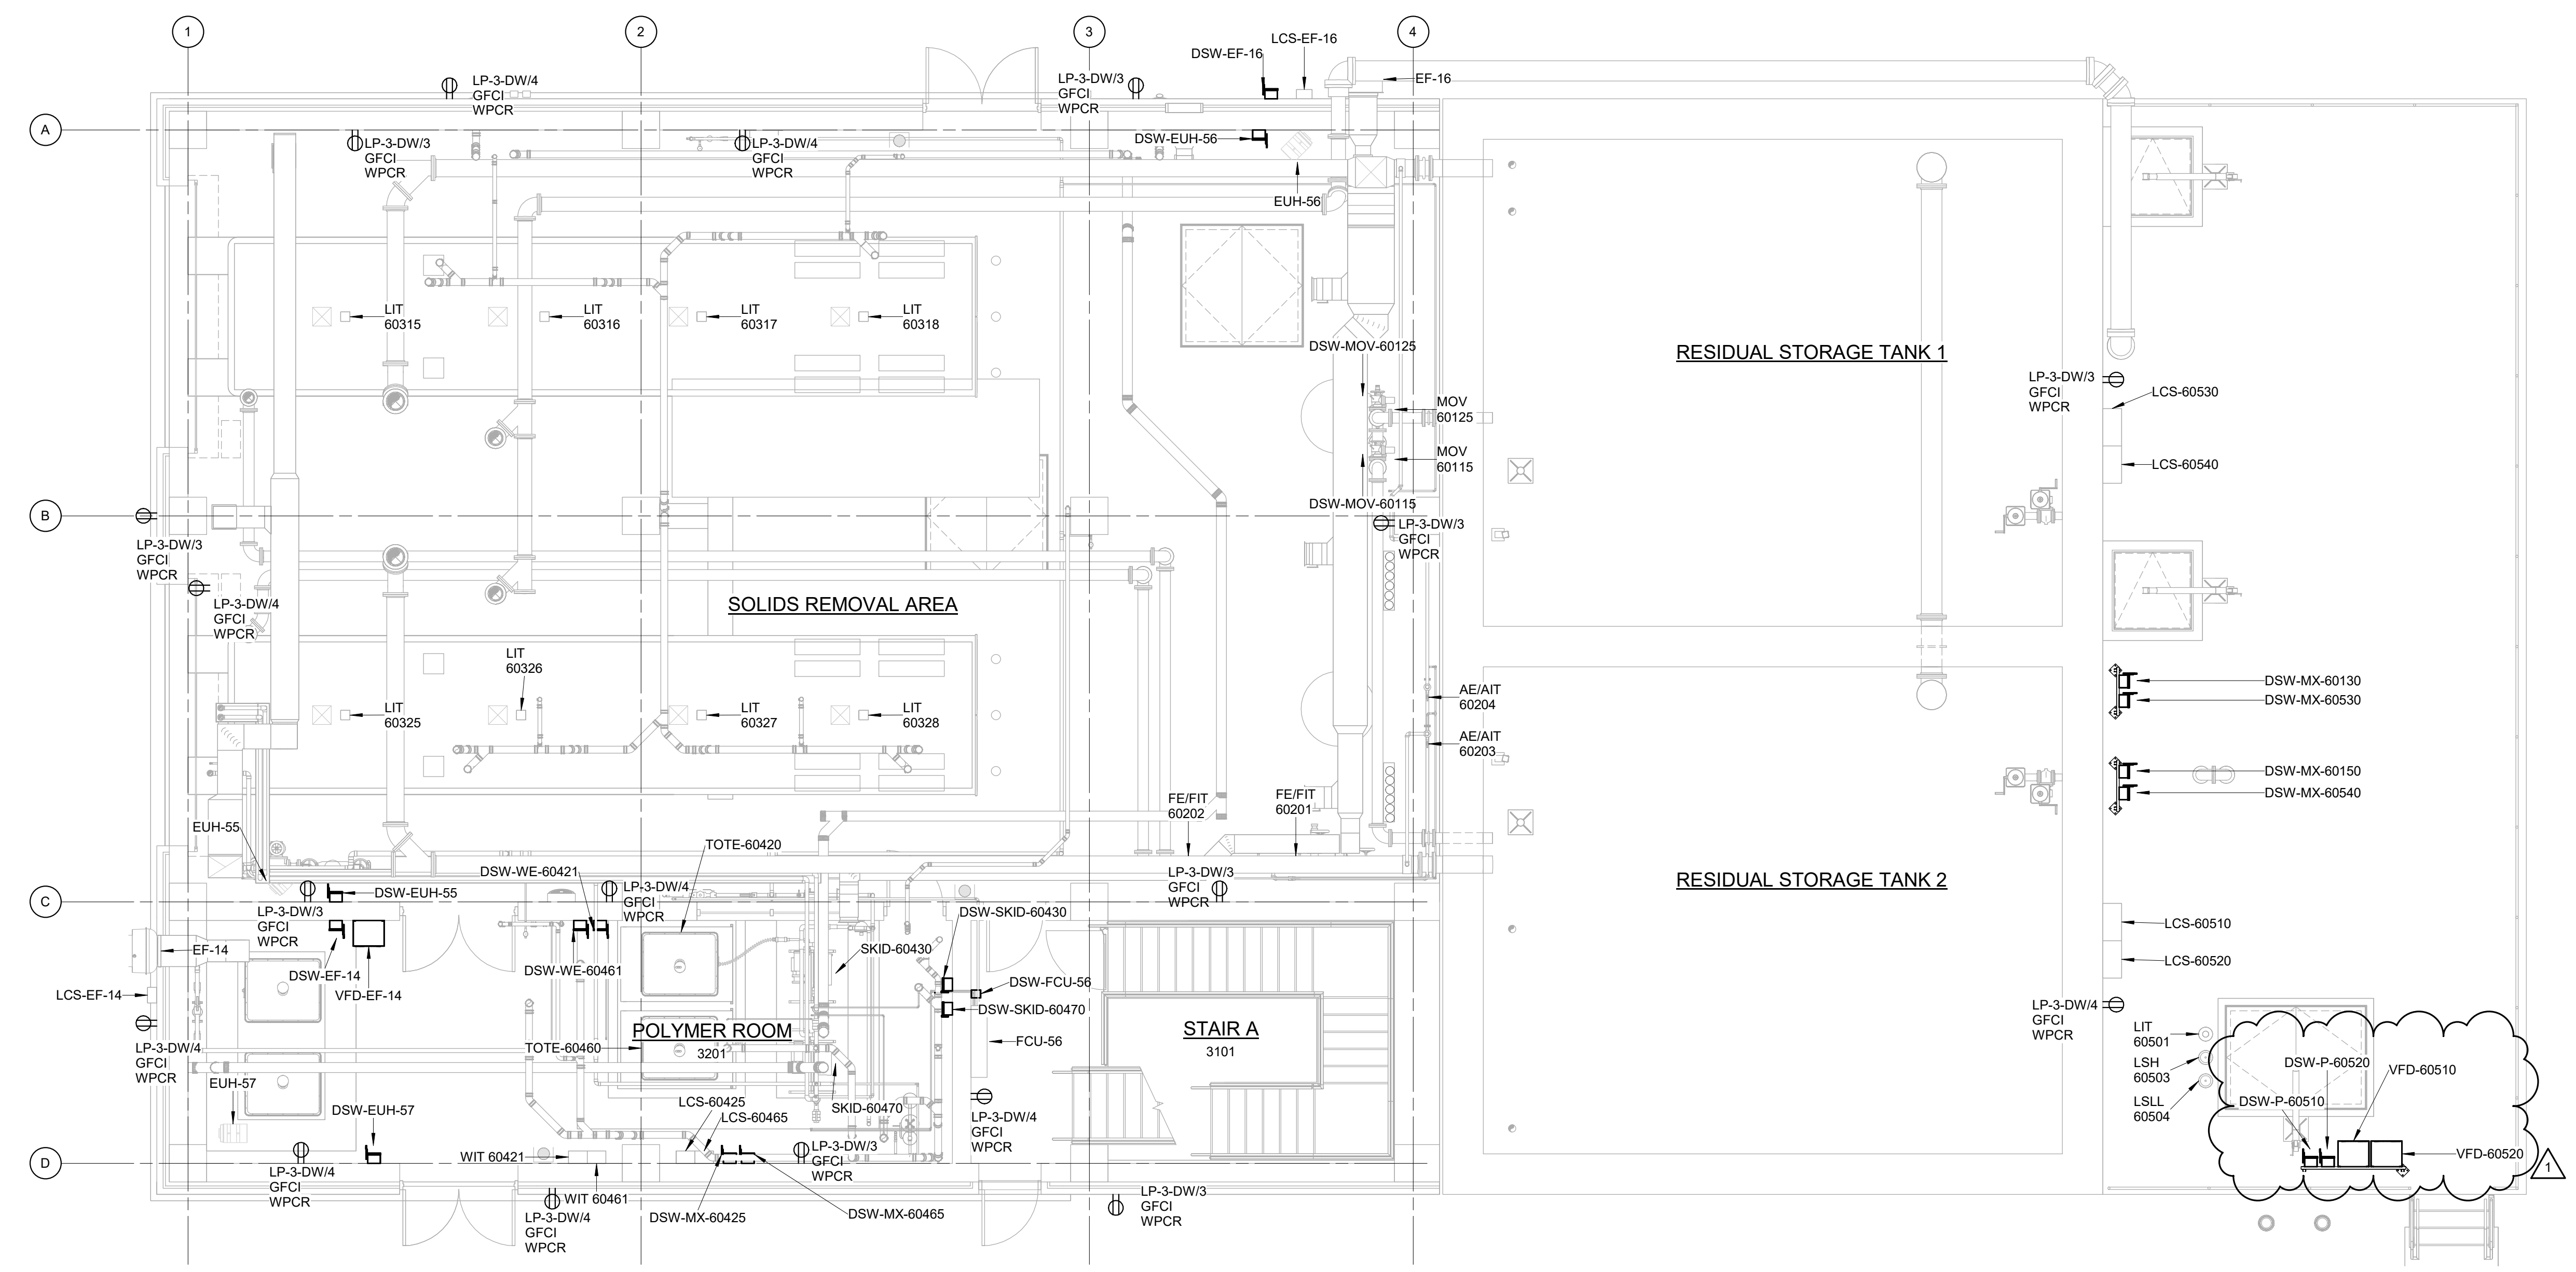 1
2
3
4
LCS-EF-16
DSW-EF-16
EF-16
LP-3-DW/4
GFCI
WPCR
LP-3-DW/3
GFCI
WPCR
A
LP-3-DW/3
GFCI
WPCR
LP-3-DW/4
GFCI
WPCR
DSW-EUH-56
EUH-56
LIT
60315
LIT
60316
LIT
60317
LIT
60318
DSW-MOV-60125
MOV
60125
MOV
60115
DSW-MOV-60115
RESIDUAL STORAGE TANK 1
LP-3-DW/3
GFCI
WPCR
LCS-60530
LCS-60540
B
LP-3-DW/3
GFCI
WPCR
LP-3-DW/3
GFCI
WPCR
LP-3-DW/4
GFCI
WPCR
SOLIDS REMOVAL AREA
LIT
60326
LIT
60325
LIT
60327
LIT
60328
AE/AIT
60204
AE/AIT
60203
DSW-MX-60130
DSW-MX-60530
DSW-MX-60150
DSW-MX-60540
FE/FIT
60202
FE/FIT
60201
EUH-55
TOTE-60420
DSW-WE-60421
DSW-EUH-55
LP-3-DW/4
GFCI
WPCR
LP-3-DW/3
GFCI
WPCR
RESIDUAL STORAGE TANK 2
C
LP-3-DW/3
GFCI
WPCR
DSW-SKID-60430
LCS-60510
LCS-60520
EF-14
SKID-60430
DSW-EF-14
DSW-WE-60461
DSW-FCU-56
LCS-EF-14
VFD-EF-14
DSW-SKID-60470
LP-3-DW/4
GFCI
WPCR
POLYMER ROOM
3201
STAIR A
3101
FCU-56
LP-3-DW/4
GFCI
WPCR
TOTE-60460
LIT
60501
LSH
60503
LSLL
60504
DSW-P-60520
VFD-60510
DSW-P-60510
EUH-57
DSW-EUH-57
LCS-60425
LCS-60465
SKID-60470
LP-3-DW/4
GFCI
WPCR
D
LP-3-DW/4
GFCI
WPCR
WIT 60421
LP-3-DW/3
GFCI
WPCR
VFD-60520
1
WIT 60461
LP-3-DW/4
GFCI
WPCR
DSW-MX-60425
DSW-MX-60465
LP-3-DW/3
GFCI
WPCR